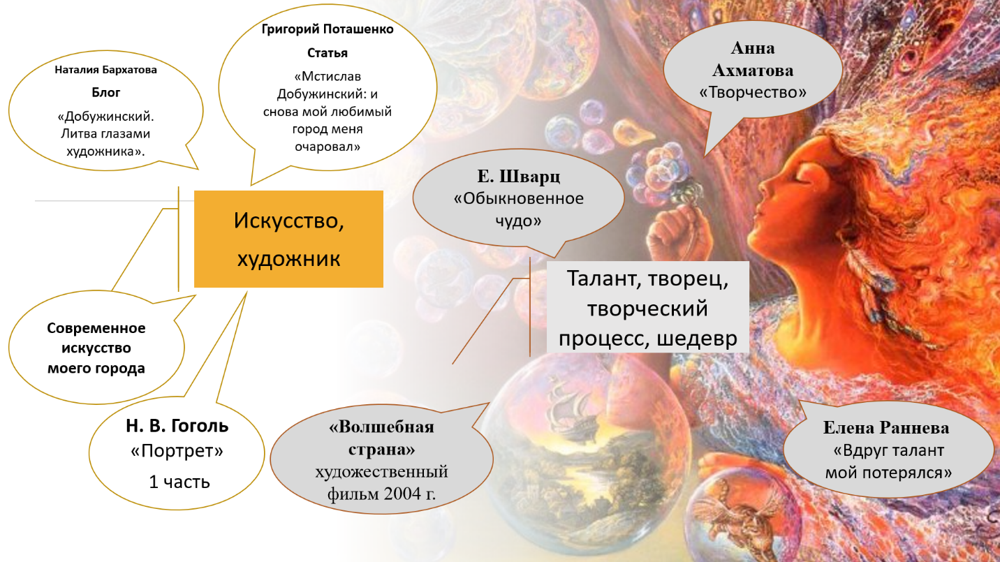 Наталия Бархатова
Блог
«Добужинский.
Литва глазами
художника».
Григорий Поташенко
Статья
«Мстислав
Добужинский: и
снова мой любимый
город меня
очаровал»
Искусство,
художник
Современное
искусство
моего города
Н. В. Гоголь
«Портрет»
1 часть
Анна
Ахматова
«Творчество»
Е. Шварц
«Обыкновенное
чудо»
Талант, творец,
творческий
процесс, шедевр
«Волшебная
страна»
художественный
фильм 2004 г.
Елена Раннева
«Вдруг талант
мой потерялся»